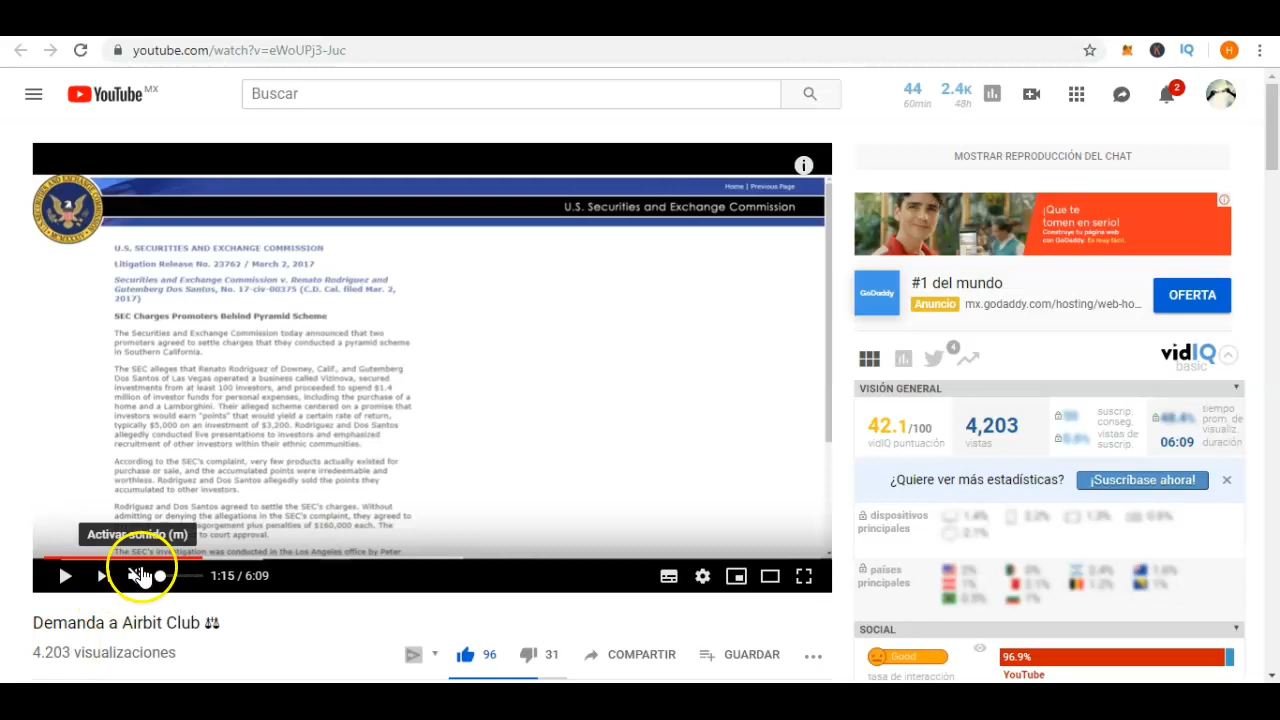 youtube.com/watch?v=eWoUPj3-Juc
IQ
H
YouTube MX
Buscar
44
60min
2.4K
48h
2
Home | Previous Page
U.S. Securities and Exchange Commission
U.S. SECURITIES AND EXCHANGE COMMISSION
Litigation Release No. 23762 / March 2, 2017
Securities and Exchange Commission v. Renato Rodriguez and
Gutemberg Dos Santos, No. 17-civ-00375 (C.D. Cal. filed Mar. 2,
2017)
SEC Charges Promoters Behind Pyramid Scheme
The Securities and Exchange Commission today announced that two
promoters agreed to settle charges that they conducted a pyramid scheme
in Southern California.
The SEC alleges that Renato Rodriguez of Downey, Calif., and Gutemberg
Dos Santos of Las Vegas operated a business called Vizinova, secured
investments from at least 100 investors, and proceeded to spend $1.4
million of investor funds for personal expenses, including the purchase of a
home and a Lamborghini. Their alleged scheme centered on a promise that
investors would earn "points" that would yield a certain rate of return,
typically $5,000 on an investment of $3,200. Rodriguez and Dos Santos
allegedly conducted live presentations to investors and emphasized
recruitment of other investors within their ethnic communities.
According to the SEC's complaint, very few products actually existed for
purchase or sale, and the accumulated points were irredeemable and
worthless. Rodriguez and Dos Santos allegedly sold the points they
accumulated to other investors.
Rodriguez and Dos Santos agreed to settle the SEC's charges. Without
admitting or denying the allegations in the SEC's complaint, they agreed to
sgorgement plus penalties of $160,000 each. The
to court approval.
The SEC's investigation was conducted in the Los Angeles office by Peter
Activar sonido (m)
1:15 / 6:09
Demanda a Airbit Club
4.203 visualizaciones
96
31
COMPARTIR
GUARDAR
MOSTRAR REPRODUCCIÓN DEL CHAT
¡Que te
tomen en serio!
Construye tu página web
con GoDaddy. Es muy fácil.
GoDaddy
#1 del mundo
Anuncio mx.godaddy.com/hosting/web-ho...
OFERTA
4
vidIQ
basic
VISIÓN GENERAL
42.1/100
vidIQ puntuación
4,203
vistas
suscrip.
conseg.
vistas de
suscrip.
tiempo
prom. de
visualiz.
06:09
duración
¿Quiere ver más estadísticas?
¡Suscríbase ahora!
dispositivos
principales
países
principales
SOCIAL
Good
tasa de interacción
96.9%
YouTube